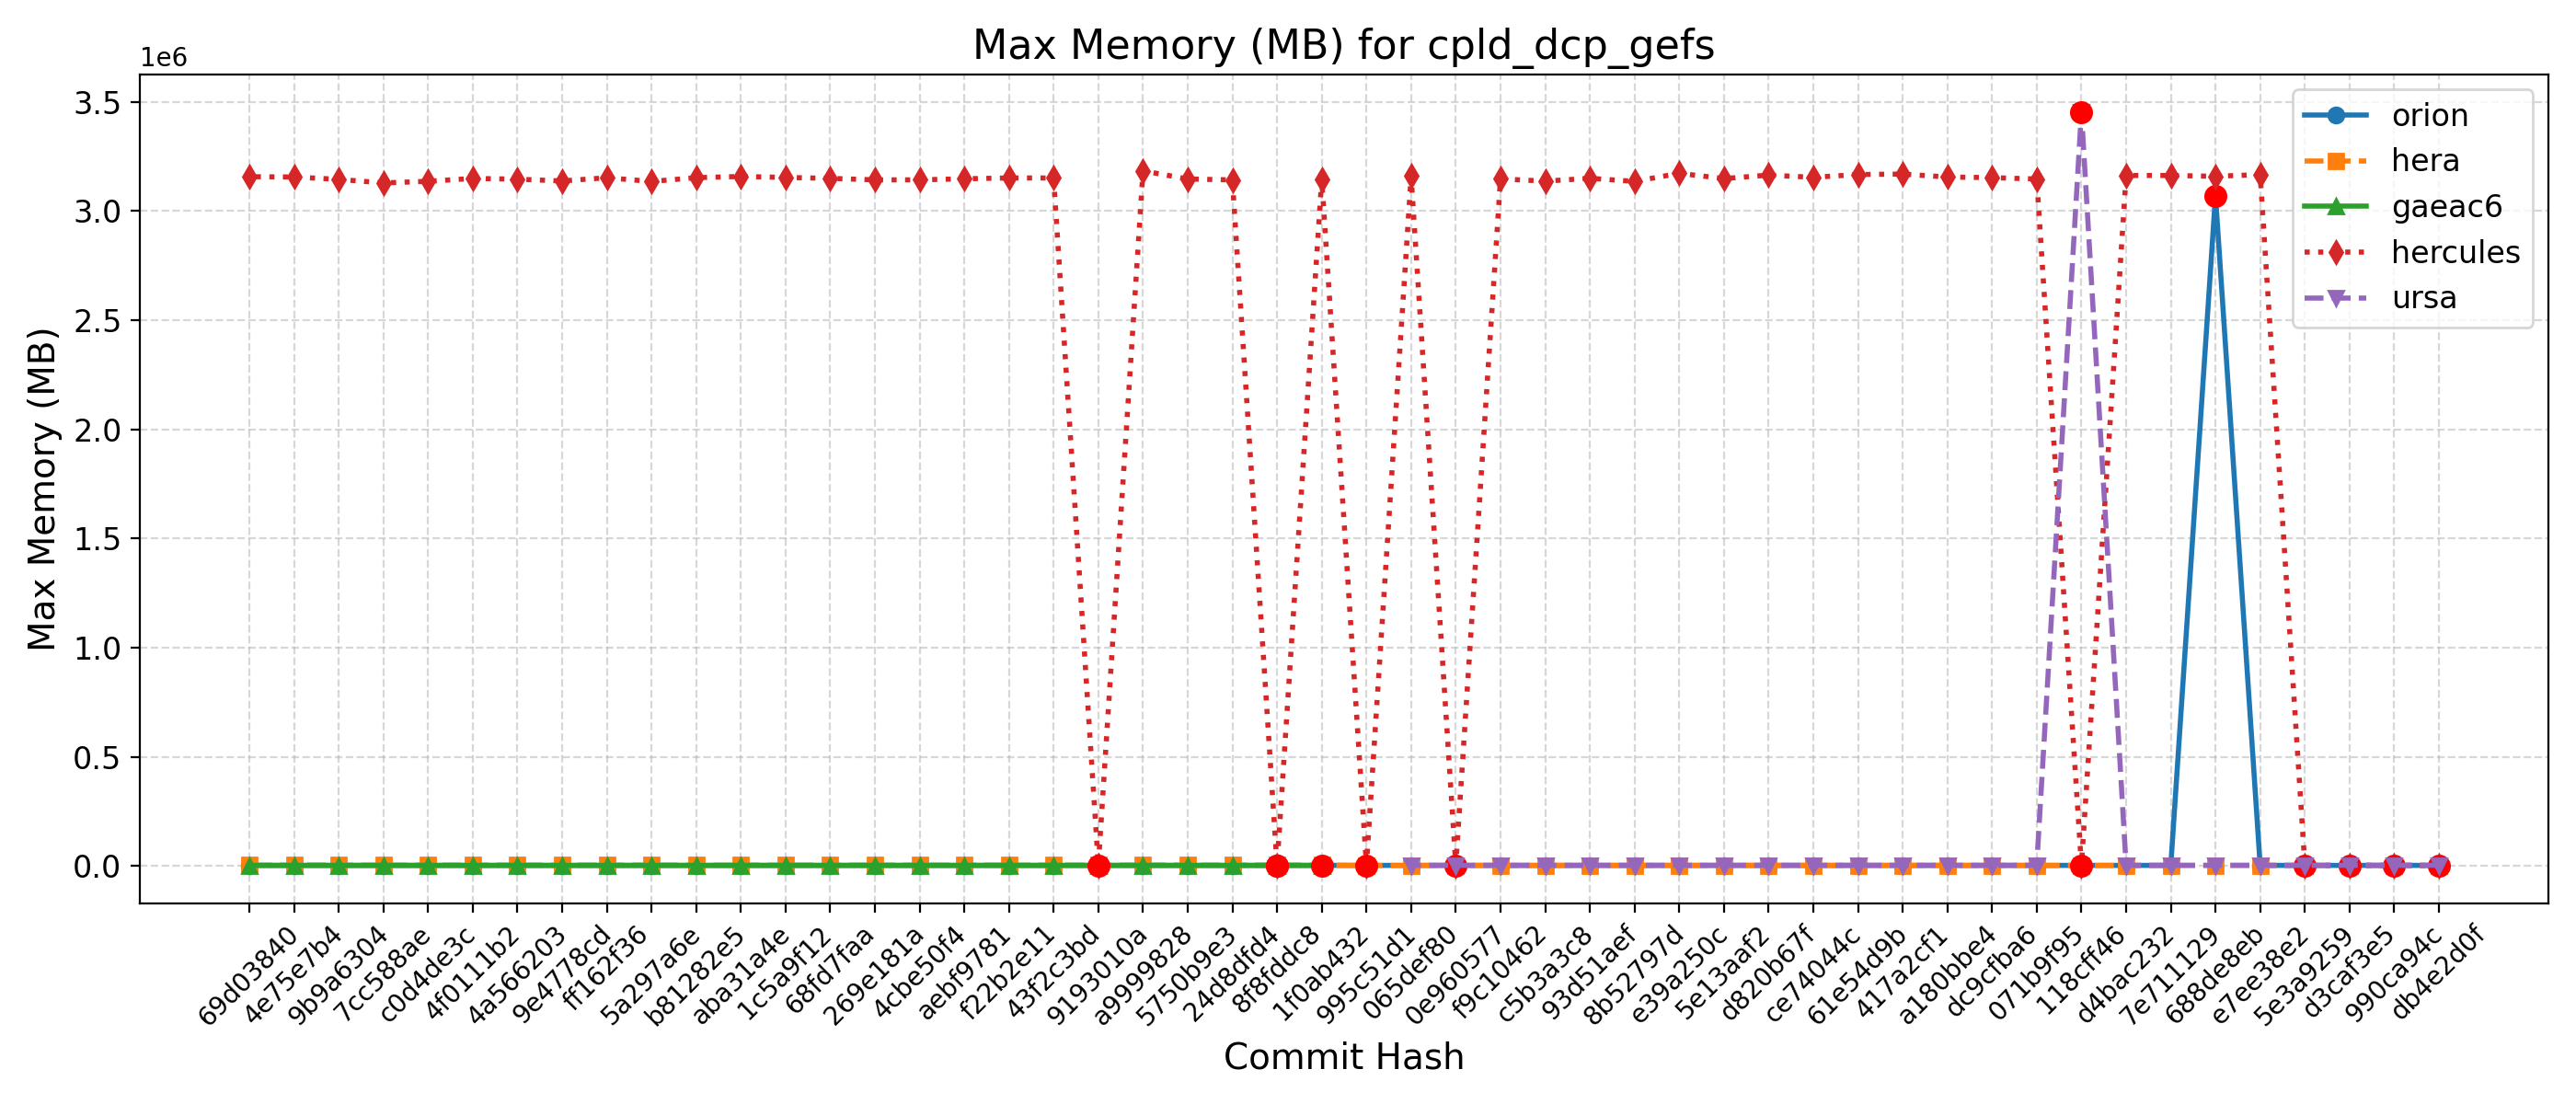 Max Memory (MB) for cpld_dcp_gefs
1e6
3.5
3.0
2.5
2.0
1.5
1.0
0.5
0.0
Max Memory (MB)
orion
hera
gaeac6
hercules
ursa
69d03840
4e75e7b4
9b9a6304
7cc588ae
c0d4de3c
4f0111b2
4a566203
9e4778cd
ff162f36
5a297a6e
b81282e5
aba31a4e
1c5a9f12
68fd7faa
269e181a
4cbe50f4
aebf9781
f22b2e11
43f2c3bd
9193010a
a9999828
5750b9e3
24d8dfd4
8f8fddc8
1f0ab432
995c51d1
065def80
0e960577
f9c10462
c5b3a3c8
93d51aef
8b52797d
e39a250c
5e13aaf2
d820b67f
ce74044c
61e54d9b
417a2cf1
a180bbe4
dc9cfba6
071b9f95
118cff46
d4bac232
7e711129
688de8eb
e7ee38e2
5e3a9259
d3caf3e5
990ca94c
db4e2d0f
Commit Hash